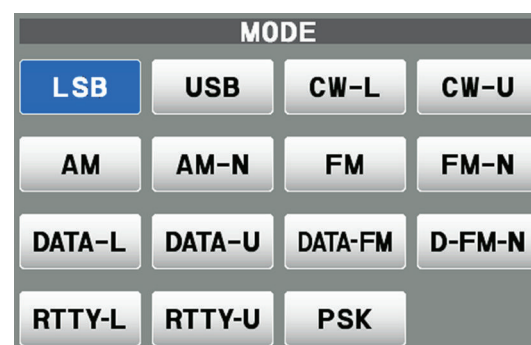 MODE
LSB USB CW-L CW-U
AM AM-N FM FM-N
DATA-L DATA-U DATA-FM D-FM-N
RTTY-L RTTY-U PSK